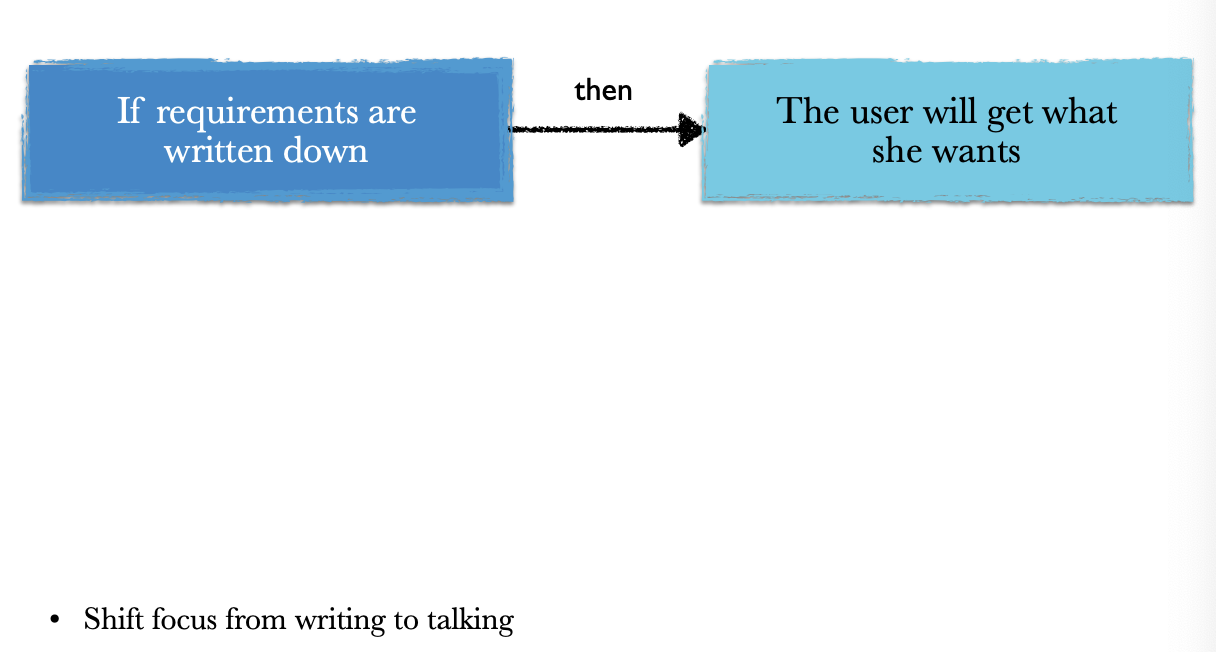 If requirements are
written down
then
The user will get what
she wants
• Shift focus from writing to talking